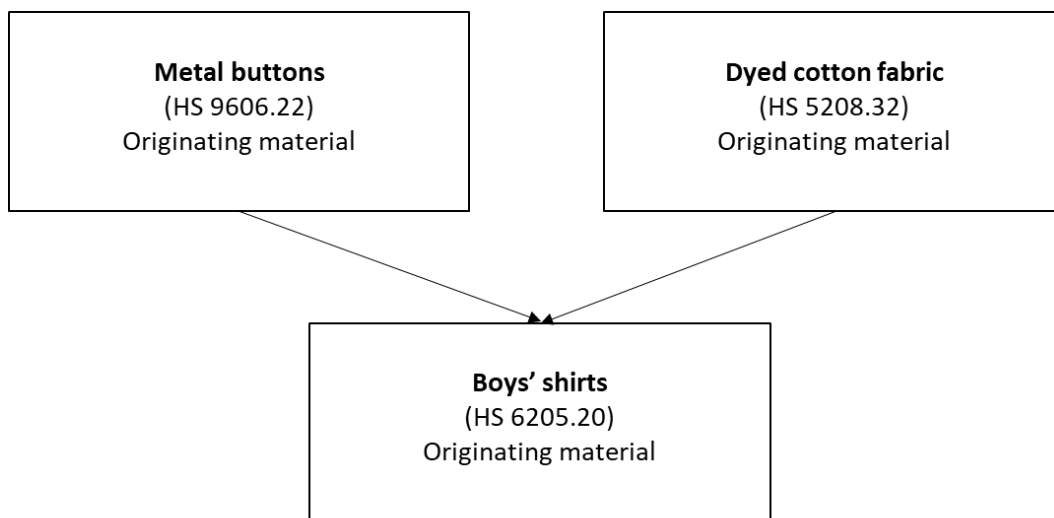 Metal buttons
(HS 9606.22)
Originating material
Dyed cotton fabric
(HS 5208.32)
Originating material
Boys’ shirts
(HS 6205.20)
Originating material